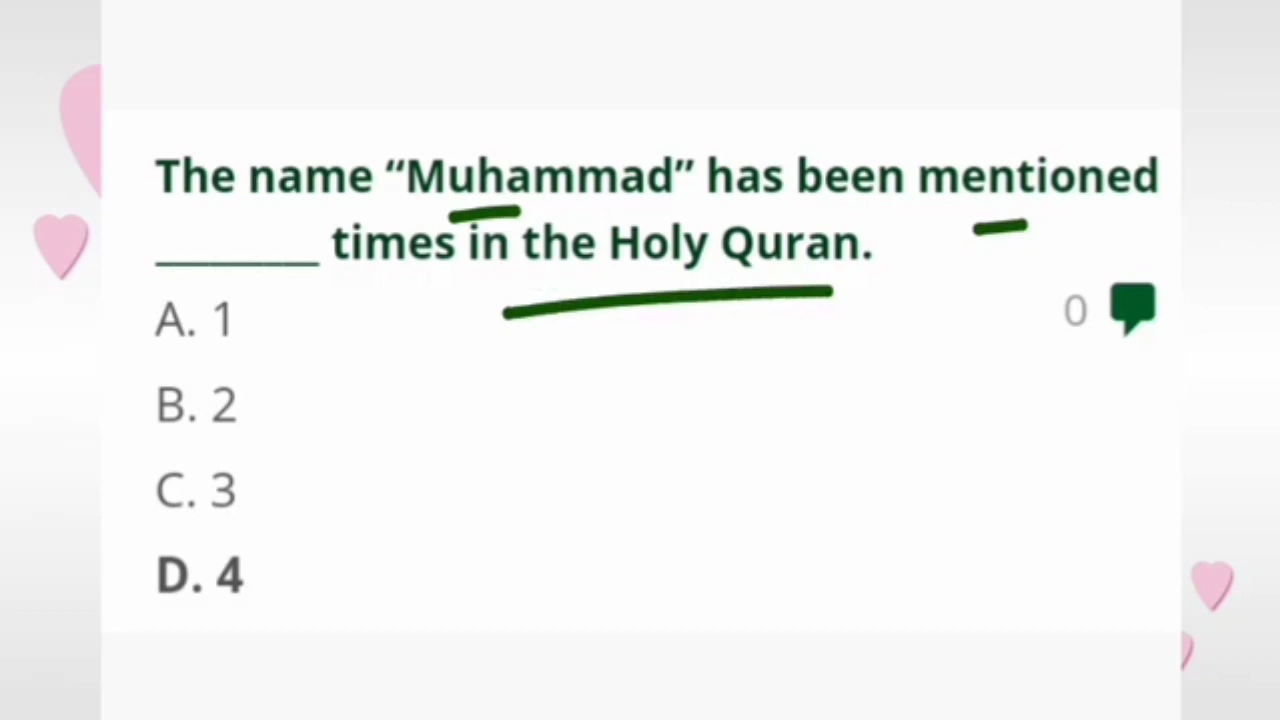 The name “Muhammad” has been mentioned
________ times in the Holy Quran.
A. 1
0
B. 2
C. 3
D. 4